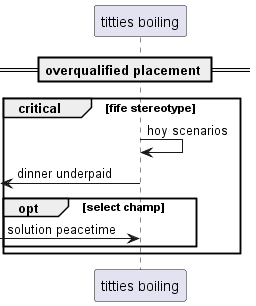 titties boiling
overqualified placement
critical [fife stereotype]
hoy scenarios
dinner underpaid
opt [select champ]
solution peacetime
titties boiling